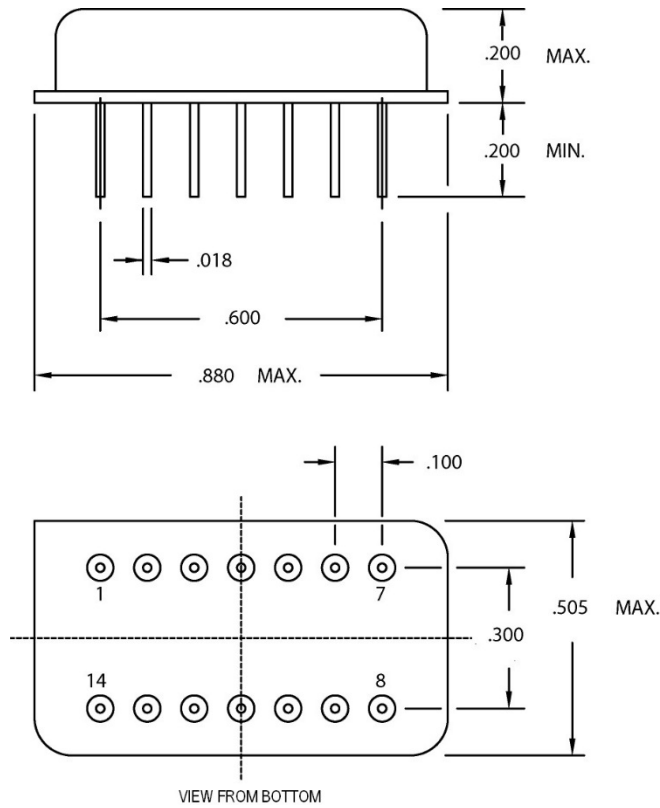 .200 MAX.
.200 MIN.
.018
.600
.880 MAX.
.100
1 7
.505 MAX.
.300
14 8
VIEW FROM BOTTOM